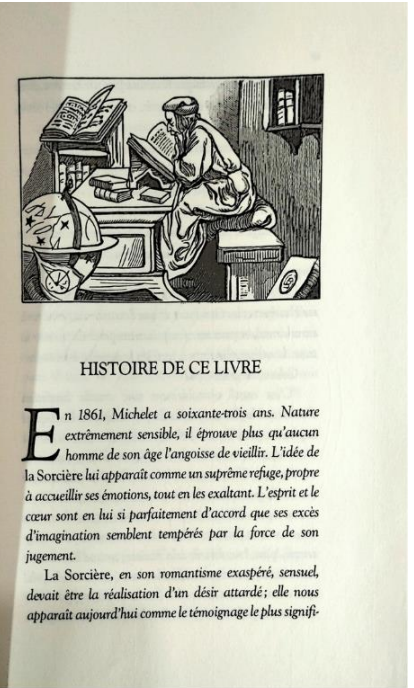 HISTOIRE DE CE LIVRE
En 1861, Michelet a soixante-trois ans. Nature
extrêmement sensible, il éprouve plus qu'aucun
homme de son âge l'angoisse de vieillir. L'idée de
la Sorcière lui apparaît comme un suprême refuge, propre
à accueillir ses émotions, tout en les exaltant. L'esprit et le
cœur sont en lui si parfaitement d'accord que ses excès
d'imagination semblent tempérés par la force de son
jugement.
La Sorcière, en son romantisme exaspéré, sensuel,
devait être la réalisation d'un désir attardé ; elle nous
apparaît aujourd'hui comme le témoignage le plus signifi-